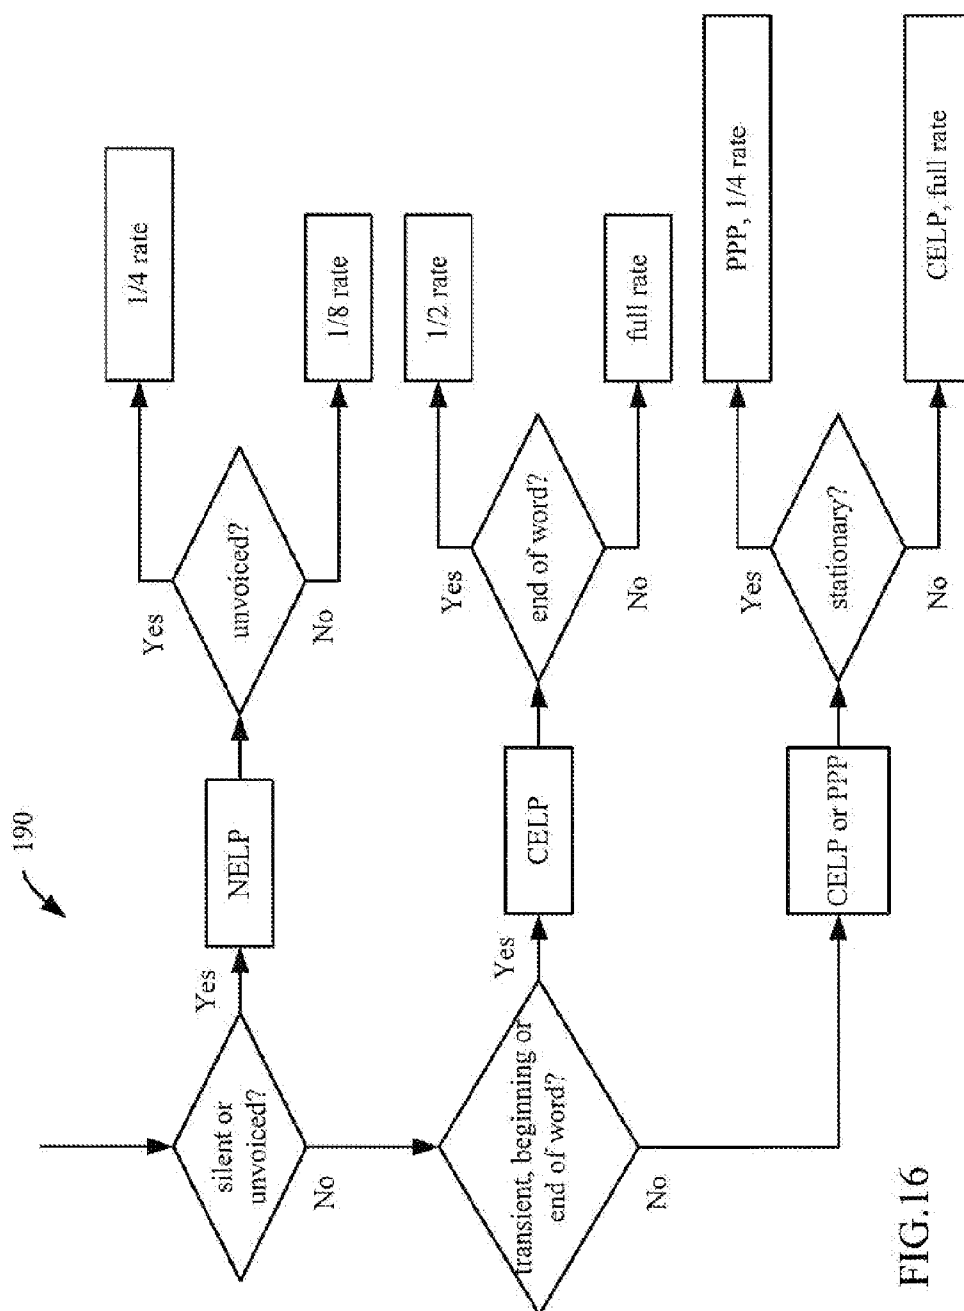 190
silent or
unvoiced?
Yes
No
NELP
unvoiced?
Yes
No
1/4 rate
1/8 rate
transient, beginning or
end of word?
Yes
No
CELP
end of word?
Yes
No
1/2 rate
full rate
CELP or PPP
stationary?
Yes
No
PPP, 1/4 rate
CELP, full rate
FIG.16